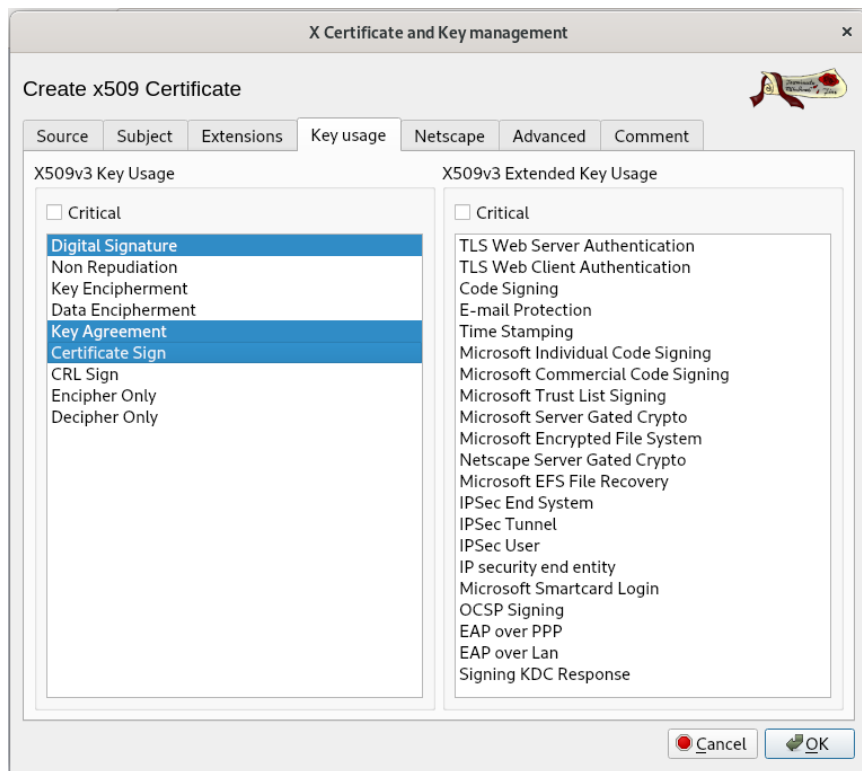 X Certificate and Key management
×
Create x509 Certificate
Source Subject Extensions Key usage Netscape Advanced Comment
X509v3 Key Usage
Critical
Digital Signature
Non Repudiation
Key Encipherment
Data Encipherment
Key Agreement
Certificate Sign
CRL Sign
Encipher Only
Decipher Only
X509v3 Extended Key Usage
Critical
TLS Web Server Authentication
TLS Web Client Authentication
Code Signing
E-mail Protection
Time Stamping
Microsoft Individual Code Signing
Microsoft Commercial Code Signing
Microsoft Trust List Signing
Microsoft Server Gated Crypto
Microsoft Encrypted File System
Netscape Server Gated Crypto
Microsoft EFS File Recovery
IPSec End System
IPSec Tunnel
IPSec User
IP security end entity
Microsoft Smartcard Login
OCSP Signing
EAP over PPP
EAP over Lan
Signing KDC Response
Cancel OK